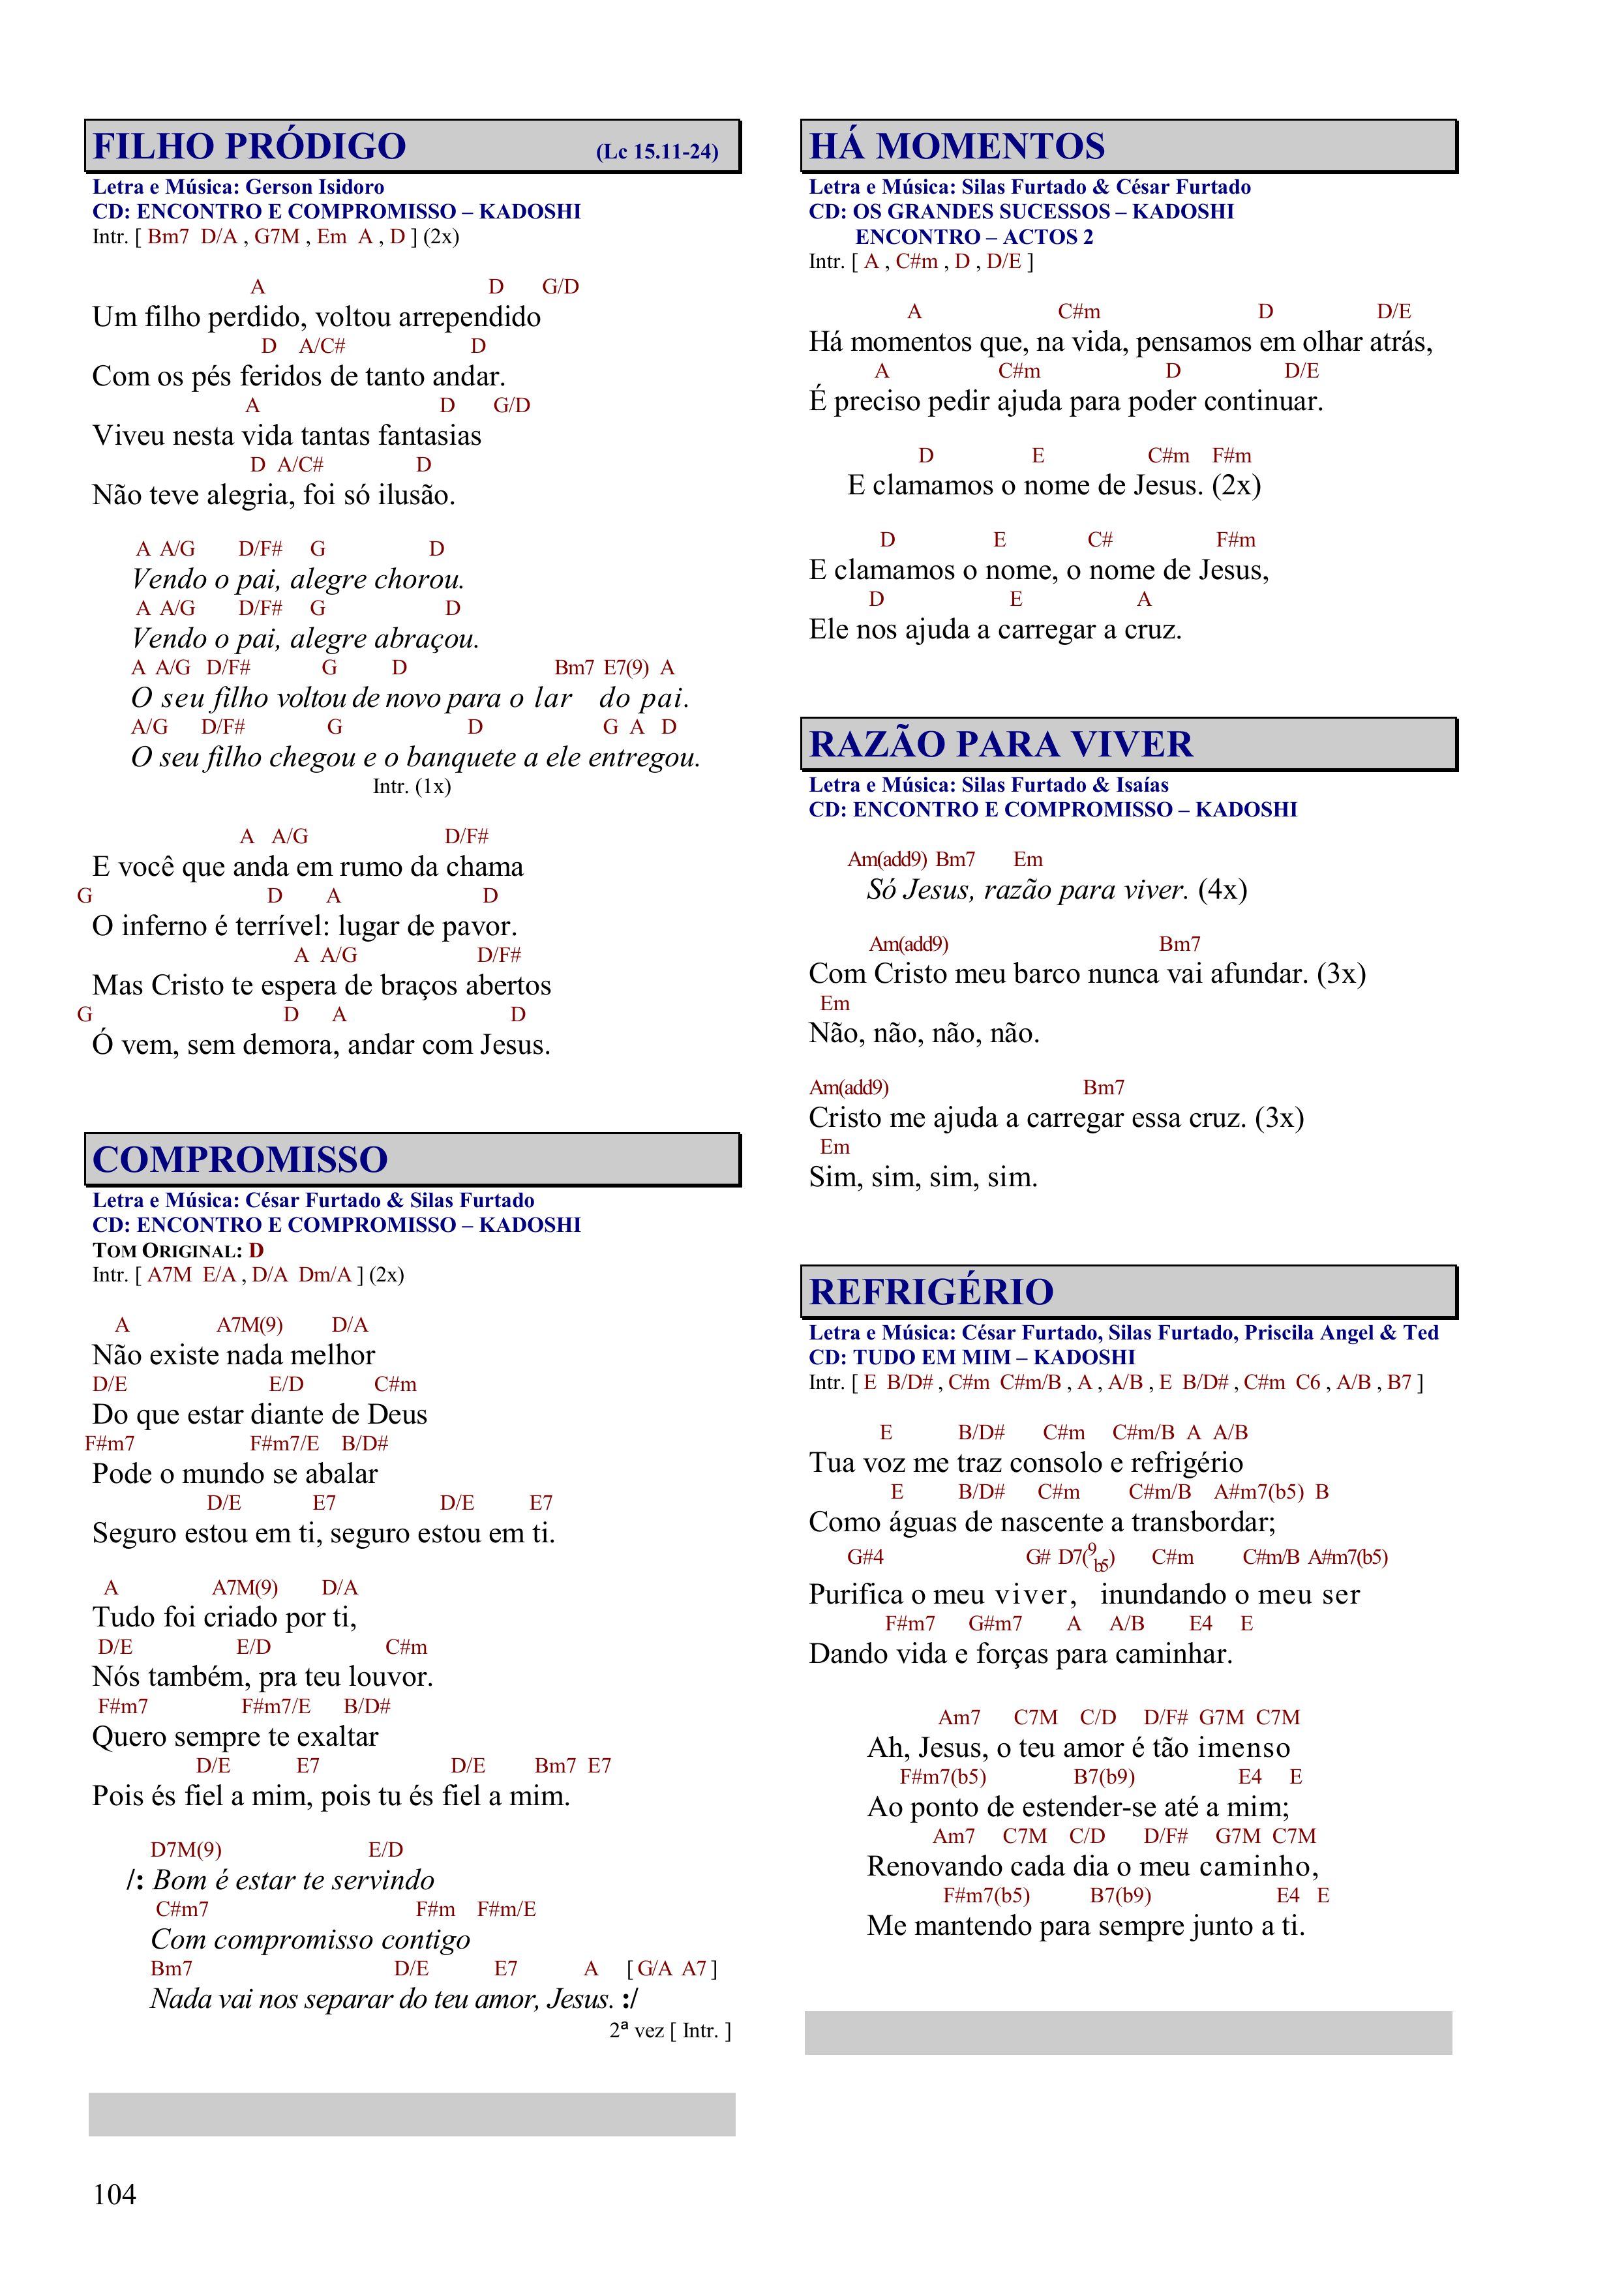 FILHO PRÓDIGO (Lc 15.11-24)
Letra e Música: Gerson Isidoro
CD: ENCONTRO E COMPROMISSO – KADOSHI
Intr. [ Bm7 D/A , G7M , Em A , D ] (2x)
A D G/D
Um filho perdido, voltou arrependido
D A/C# D
Com os pés feridos de tanto andar.
A D G/D
Viveu nesta vida tantas fantasias
D A/C# D
Não teve alegria, foi só ilusão.
A A/G D/F# G D
Vendo o pai, alegre chorou.
A A/G D/F# G D
Vendo o pai, alegre abraçou.
A A/G D/F# G D Bm7 E7(9) A
O seu filho voltou de novo para o lar do pai.
A/G D/F# G D G A D
O seu filho chegou e o banquete a ele entregou.
Intr. (1x)
A A/G D/F#
E você que anda em rumo da chama
G D A D
O inferno é terrível: lugar de pavor.
A A/G D/F#
Mas Cristo te espera de braços abertos
G D A D
Ó vem, sem demora, andar com Jesus.
COMPROMISSO
Letra e Música: César Furtado & Silas Furtado
CD: ENCONTRO E COMPROMISSO – KADOSHI
TOM ORIGINAL: D
Intr. [ A7M E/A , D/A Dm/A ] (2x)
A A7M(9) D/A
Não existe nada melhor
D/E E/D C#m
Do que estar diante de Deus
F#m7 F#m7/E B/D#
Pode o mundo se abalar
D/E E7 D/E E7
Seguro estou em ti, seguro estou em ti.
A A7M(9) D/A
Tudo foi criado por ti,
D/E E/D C#m
Nós também, pra teu louvor.
F#m7 F#m7/E B/D#
Quero sempre te exaltar
D/E E7 D/E Bm7 E7
Pois és fiel a mim, pois tu és fiel a mim.
D7M(9) E/D
/: Bom é estar te servindo
C#m7 F#m F#m/E
Com compromisso contigo
Bm7 D/E E7 A [ G/A A7 ]
Nada vai nos separar do teu amor, Jesus. :/
2ª vez [ Intr. ]
104
HÁ MOMENTOS
Letra e Música: Silas Furtado & César Furtado
CD: OS GRANDES SUCESSOS – KADOSHI
ENCONTRO – ACTOS 2
Intr. [ A , C#m , D , D/E ]
A C#m D D/E
Há momentos que, na vida, pensamos em olhar atrás,
A C#m D D/E
É preciso pedir ajuda para poder continuar.
D E C#m F#m
E clamamos o nome de Jesus. (2x)
D E C# F#m
E clamamos o nome, o nome de Jesus,
D E A
Ele nos ajuda a carregar a cruz.
RAZÃO PARA VIVER
Letra e Música: Silas Furtado & Isaías
CD: ENCONTRO E COMPROMISSO – KADOSHI
Am(add9) Bm7 Em
Só Jesus, razão para viver. (4x)
Am(add9) Bm7
Com Cristo meu barco nunca vai afundar. (3x)
Em
Não, não, não, não.
Am(add9) Bm7
Cristo me ajuda a carregar essa cruz. (3x)
Em
Sim, sim, sim, sim.
REFRIGÉRIO
Letra e Música: César Furtado, Silas Furtado, Priscila Angel & Ted
CD: TUDO EM MIM – KADOSHI
Intr. [ E B/D# , C#m C#m/B , A , A/B , E B/D# , C#m C6 , A/B , B7 ]
E B/D# C#m C#m/B A A/B
Tua voz me traz consolo e refrigério
E B/D# C#m C#m/B A#m7(b5) B
Como águas de nascente a transbordar;
G#4 G# D7(9 b5) C#m C#m/B A#m7(b5)
Purifica o meu viver, inundando o meu ser
F#m7 G#m7 A A/B E4 E
Dando vida e forças para caminhar.
Am7 C7M C/D D/F# G7M C7M
Ah, Jesus, o teu amor é tão imenso
F#m7(b5) B7(b9) E4 E
Ao ponto de estender-se até a mim;
Am7 C7M C/D D/F# G7M C7M
Renovando cada dia o meu caminho,
F#m7(b5) B7(b9) E4 E
Me mantendo para sempre junto a ti.